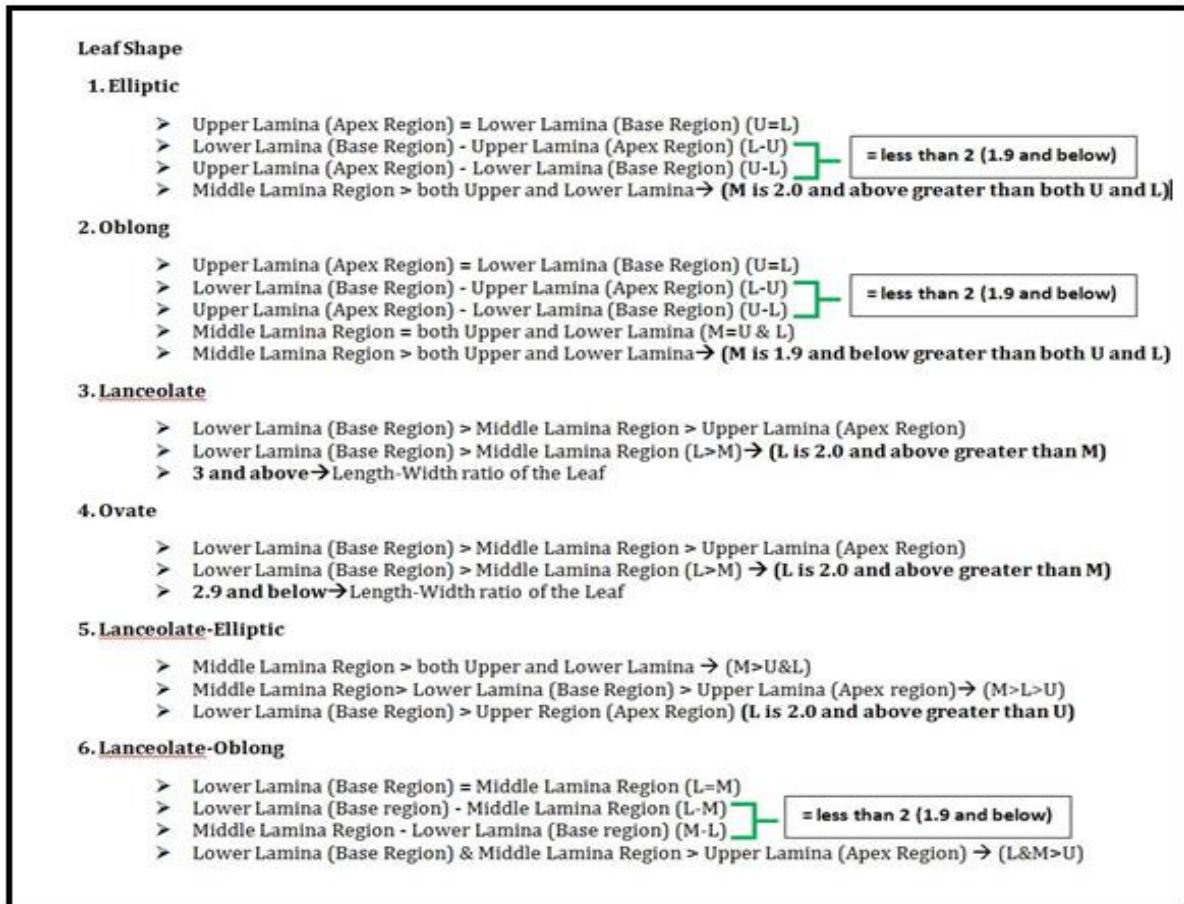 Leaf Shape
1. Elliptic
➢ Upper Lamina (Apex Region) = Lower Lamina (Base Region) (U=L)
➢ Lower Lamina (Base Region) - Upper Lamina (Apex Region) (L-U)
➢ Upper Lamina (Apex Region) - Lower Lamina (Base Region) (U-L)
= less than 2 (1.9 and below)
➢ Middle Lamina Region > both Upper and Lower Lamina→ (M is 2.0 and above greater than both U and L)
2. Oblong
➢ Upper Lamina (Apex Region) = Lower Lamina (Base Region) (U=L)
➢ Lower Lamina (Base Region) - Upper Lamina (Apex Region) (L-U)
➢ Upper Lamina (Apex Region) - Lower Lamina (Base Region) (U-L)
= less than 2 (1.9 and below)
➢ Middle Lamina Region = both Upper and Lower Lamina (M=U & L)
➢ Middle Lamina Region > both Upper and Lower Lamina→ (M is 1.9 and below greater than both U and L)
3. Lanceolate
➢ Lower Lamina (Base Region) > Middle Lamina Region > Upper Lamina (Apex Region)
➢ Lower Lamina (Base Region) > Middle Lamina Region (L>M)→ (L is 2.0 and above greater than M)
➢ 3 and above→Length-Width ratio of the Leaf
4. Ovate
➢ Lower Lamina (Base Region) > Middle Lamina Region > Upper Lamina (Apex Region)
➢ Lower Lamina (Base Region) > Middle Lamina Region (L>M) → (L is 2.0 and above greater than M)
➢ 2.9 and below→Length-Width ratio of the Leaf
5. Lanceolate-Elliptic
➢ Middle Lamina Region > both Upper and Lower Lamina → (M>U&L)
➢ Middle Lamina Region> Lower Lamina (Base Region) > Upper Lamina (Apex region)→ (M>L>U)
➢ Lower Lamina (Base Region) > Upper Region (Apex Region) (L is 2.0 and above greater than U)
6. Lanceolate-Oblong
➢ Lower Lamina (Base Region) = Middle Lamina Region (L=M)
➢ Lower Lamina (Base region) - Middle Lamina Region (L-M)
➢ Middle Lamina Region - Lower Lamina (Base region) (M-L)
= less than 2 (1.9 and below)
➢ Lower Lamina (Base Region) & Middle Lamina Region > Upper Lamina (Apex Region) → (L&M>U)